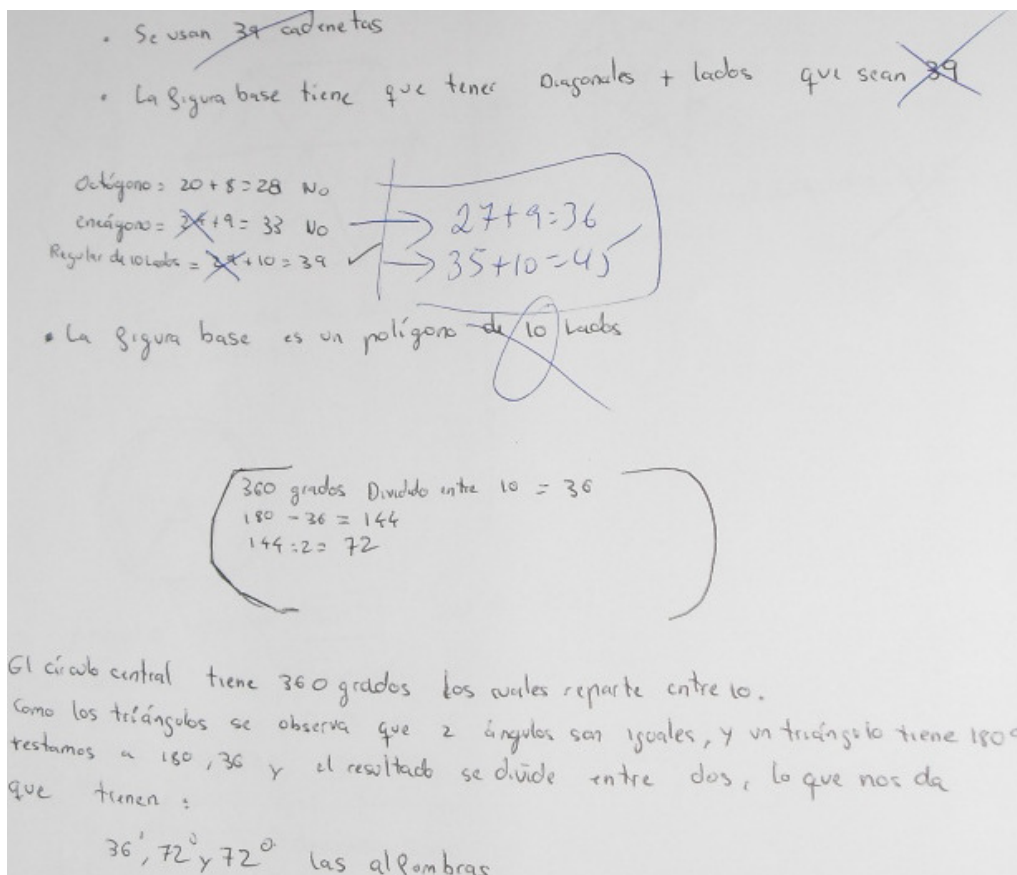 • Se usan 39 cadenetas
• La figura base tiene que tener Diagonales + lados que sean 39
Octógono = 20 + 8 = 28 No
eneágono = 24 + 9 = 33 No → 27+9=36
Regular de 10 Lados = 29 + 10 = 39 ✓ → 35+10=45
• La figura base es un polígono de 10 Lados
360 grados Dividido entre 10 = 36
180 - 36 = 144
144 : 2 = 72
El círculo central tiene 360 grados los cuales reparte entre 10.
Como los triángulos se observa que 2 ángulos son iguales, y un triángulo tiene 180°
restamos a 180, 36 y el resultado se divide entre dos, lo que nos da
que tienen :
36°, 72° y 72° las alfombras